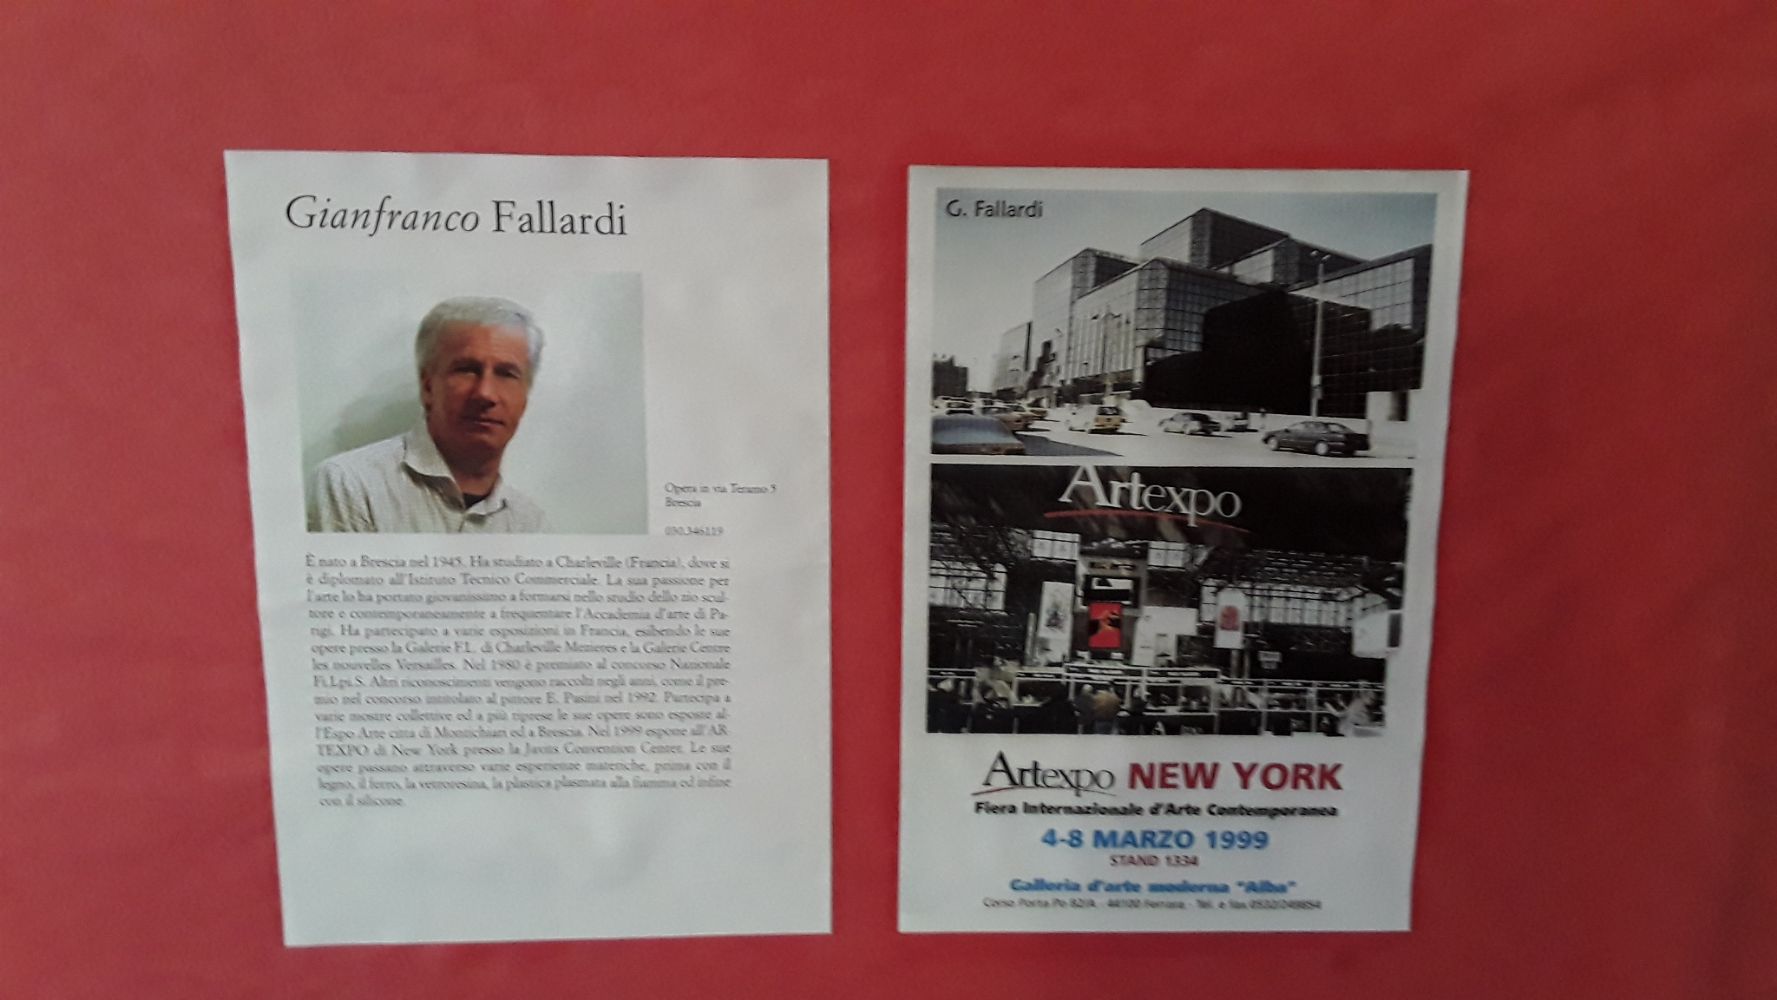 Gianfranco Fallardi
Opera in via Teramo 5
Brescia
030.346119
È nato a Brescia nel 1945. Ha studiato a Charleville (Francia), dove si
è diplomato all'Istituto Tecnico Commerciale. La sua passione per
l'arte lo ha portato giovanissimo a formarsi nello studio dello zio scul-
tore e contemporaneamente a frequentare l'Accademia d'arte di Pa-
rigi. Ha partecipato a varie esposizioni in Francia, esibendo le sue
opere presso la Galerie F.L. di Charleville Mezieres e la Galerie Centre
les nouvelles Versailles. Nel 1980 è premiato al concorso Nazionale
Fi.Lpi.S. Altri riconoscimenti vengono raccolti negli anni, come il pre-
mio nel concorso intitolato al pittore E. Pasini nel 1992. Partecipa a
varie mostre collettive ed a più riprese le sue opere sono esposte al-
l'Espo Arte citta di Montichiari ed a Brescia. Nel 1999 espone all'AR-
TEXPO di New York presso la Javits Convention Center. Le sue
opere passano attraverso varie esperienze materiche, prima con il
legno, il ferro, la vetroresina, la plastica plasmata alla fiamma ed infine
con il silicone.
G. Fallardi
Artexpo
Artexpo NEW YORK
Fiera Internazionale d'Arte Contemporanea
4-8 MARZO 1999
STAND 1334
Galleria d'arte moderna "Alba"
Corso Porta Po 82/A - 44100 Ferrara - Tel. e fax 0532/249854